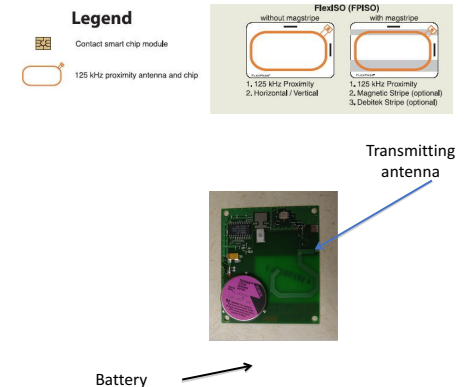 Legend
Contact smart chip module
125 kHz proximity antenna and chip
FlexISO (FPISO)
without magstripe
with magstripe
1. 125 kHz Proximity
2. Horizontal / Vertical
1. 125 kHz Proximity
2. Magnetic Stripe (optional)
3. Debitek Stripe (optional)
Transmitting
antenna
Battery